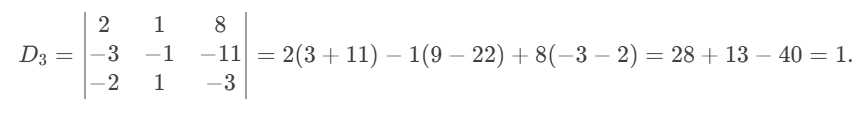 $D_3 = \begin{vmatrix} 2 & 1 & 8 \\ -3 & -1 & -11 \\ -2 & 1 & -3 \end{vmatrix} = 2(3 + 11) - 1(9 - 22) + 8(-3 - 2) = 28 + 13 - 40 = 1.$